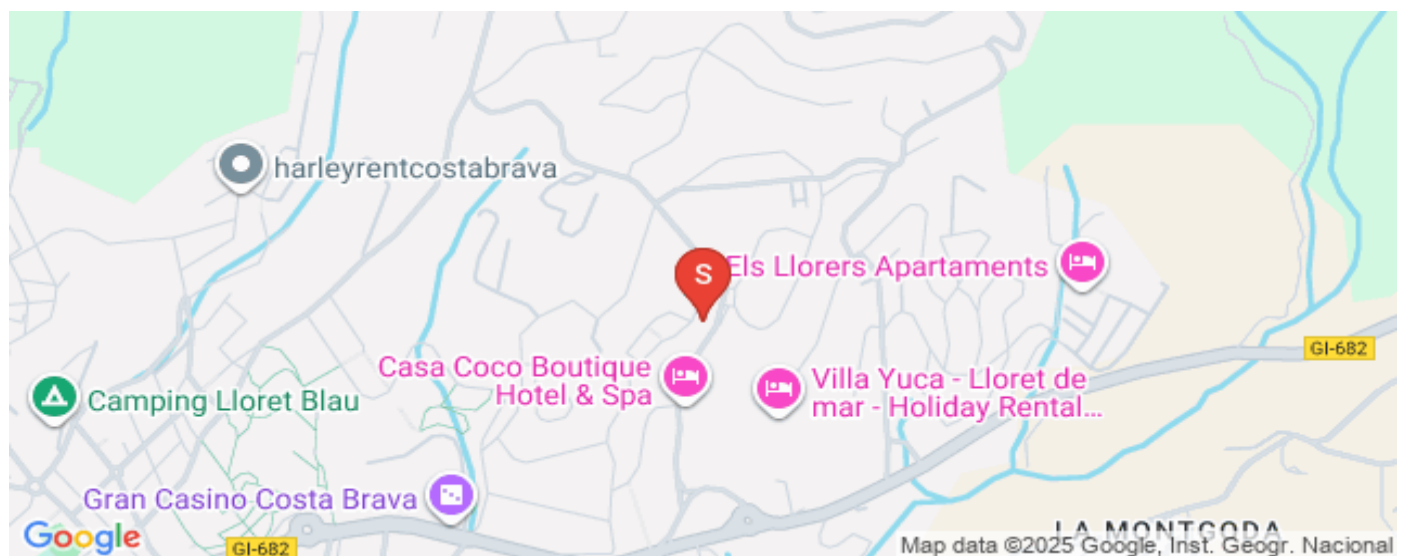 harleyrentcostabrava
S
Els Llorers Apartaments
GI-682
Casa Coco Boutique
Hotel & Spa
Villa Yuca - Lloret de
mar - Holiday Rental...
Camping Lloret Blau
Gran Casino Costa Brava
LA MONTGODA
Google
GI-682
Map data ©2025 Google, Inst. Geogr. Nacional